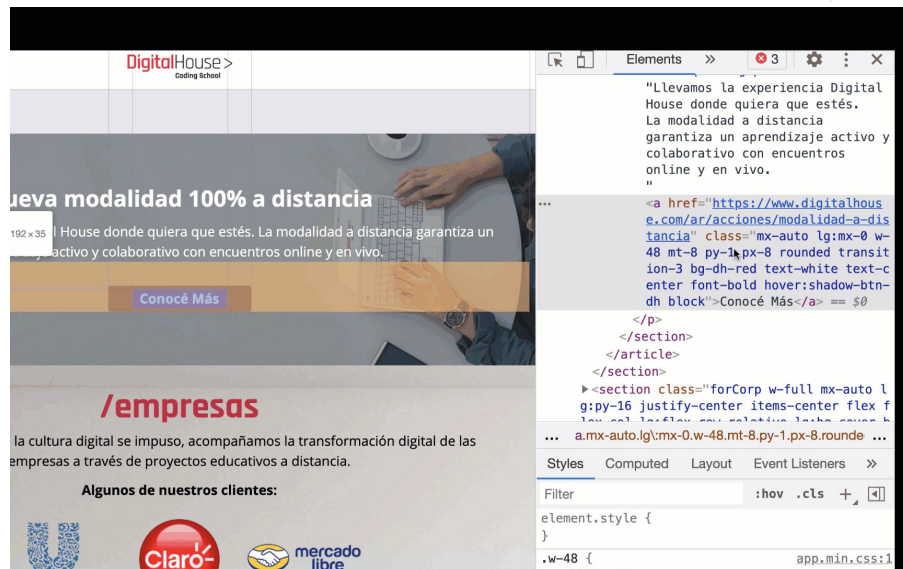 DigitalHouse>
Coding School
ueva modalidad 100% a distancia
192 × 35
l House donde quiera que estés. La modalidad a distancia garantiza un
activo y colaborativo con encuentros online y en vivo.
Conocé Más
/empresas
la cultura digital se impuso, acompañamos la transformación digital de las
empresas a través de proyectos educativos a distancia.
Algunos de nuestros clientes:
Claro
mercado
libre
Elements » 3
"Llevamos la experiencia Digital
House donde quiera que estés.
La modalidad a distancia
garantiza un aprendizaje activo y
colaborativo con encuentros
online y en vivo.
"
<a href="https://www.digitalhous
e.com/ar/acciones/modalidad-a-dis
tancia" class="mx-auto lg:mx-0 w-
48 mt-8 py-1 px-8 rounded transit
ion-3 bg-dh-red text-white text-c
enter font-bold hover:shadow-btn-
dh block">Conocé Más</a> == $0
</p>
</section>
</article>
</section>
▶<section class="forCorp w-full mx-auto l
g:py-16 justify-center items-center flex f
... a.mx-auto.lg\:mx-0.w-48.mt-8.py-1.px-8.rounde ...
Styles Computed Layout Event Listeners »
Filter :hov .cls +
element.style {
}
.w-48 { app.min.css:1